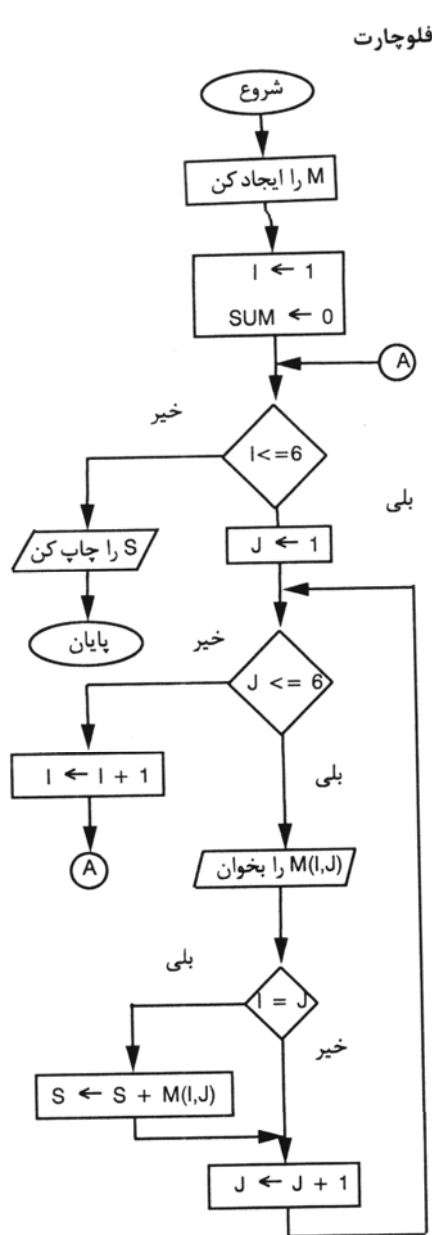 فلوچارت
شروع
M را ایجاد کن
I ← 1
SUM ← 0
A
خیر
I<=6
بلی
S را چاپ کن
J ← 1
پایان
خیر
J <= 6
I ← I + 1
بلی
A
M(I,J) را بخوان
بلی
I = J
خیر
S ← S + M(I,J)
J ← J + 1